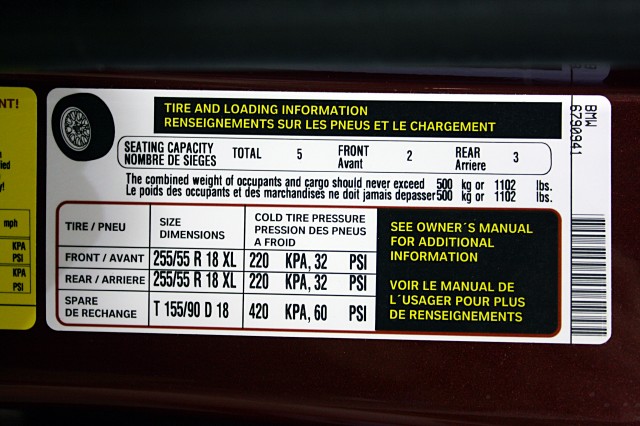 TIRE AND LOADING INFORMATION
RENSEIGNEMENTS SUR LES PNEUS ET LE CHARGEMENT
SEATING CAPACITY TOTAL 5 FRONT 2 REAR 3
NOMBRE DE SIEGES Avant Arriere
The combined weight of occupants and cargo should never exceed 500 kg or 1102 lbs.
Le poids des occupants et des marchandises ne doit jamais depasser 500 kg or 1102 lbs.
TIRE / PNEU SIZE DIMENSIONS COLD TIRE PRESSURE PRESSION DES PNEUS A FROID
FRONT / AVANT 255/55 R 18 XL 220 KPA, 32 PSI
REAR / ARRIERE 255/55 R 18 XL 220 KPA, 32 PSI
SPARE DE RECHANGE T 155/90 D 18 420 KPA, 60 PSI
SEE OWNER´S MANUAL
FOR ADDITIONAL
INFORMATION
VOIR LE MANUAL DE
L´USAGER POUR PLUS
DE RENSEIGNEMENTS
BMW
6790941
NT!
mph
KPA
PSI
KPA
PSI